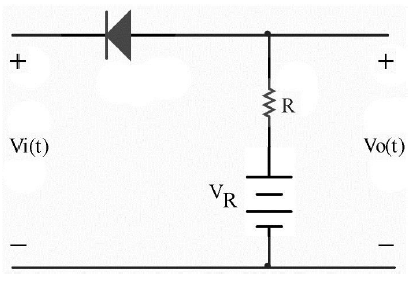 + +
R
Vi(t) Vo(t)
VR
− −